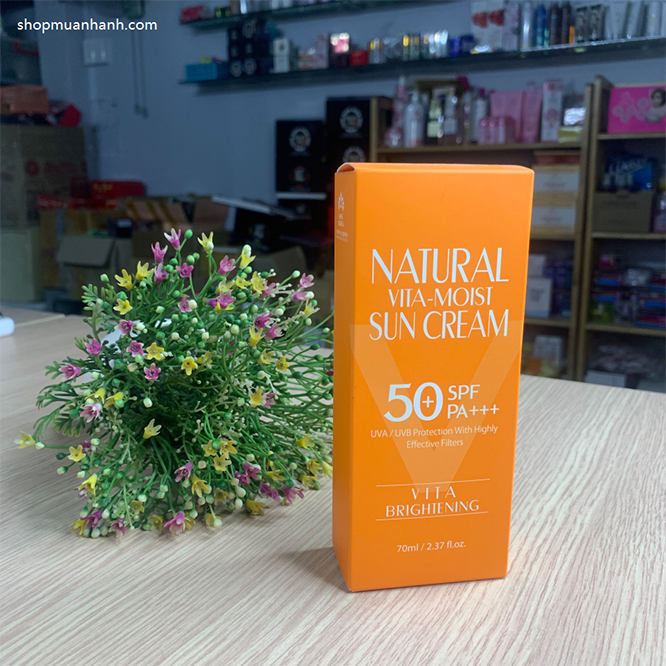 shopmuanhanh.com
NATURAL
VITA-MOIST
SUN CREAM
50+ SPF
PA+++
UVA / UVB Protection With Highly
Effective Filters
VITA
BRIGHTENING
70ml / 2.37 fl.oz.